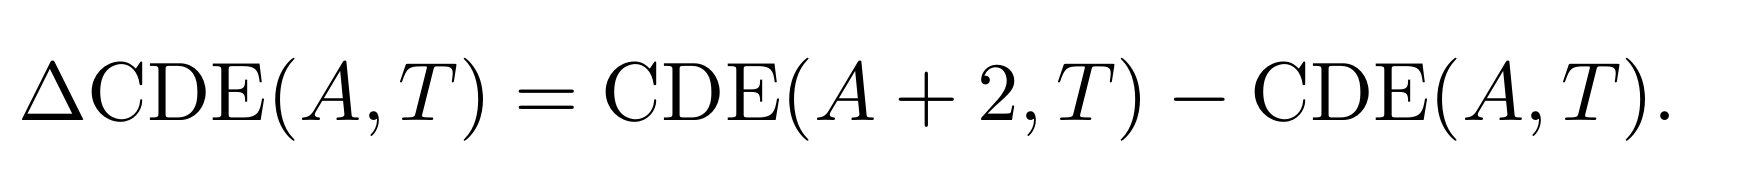 ΔCDE(A, T) = CDE(A + 2, T) − CDE(A, T).